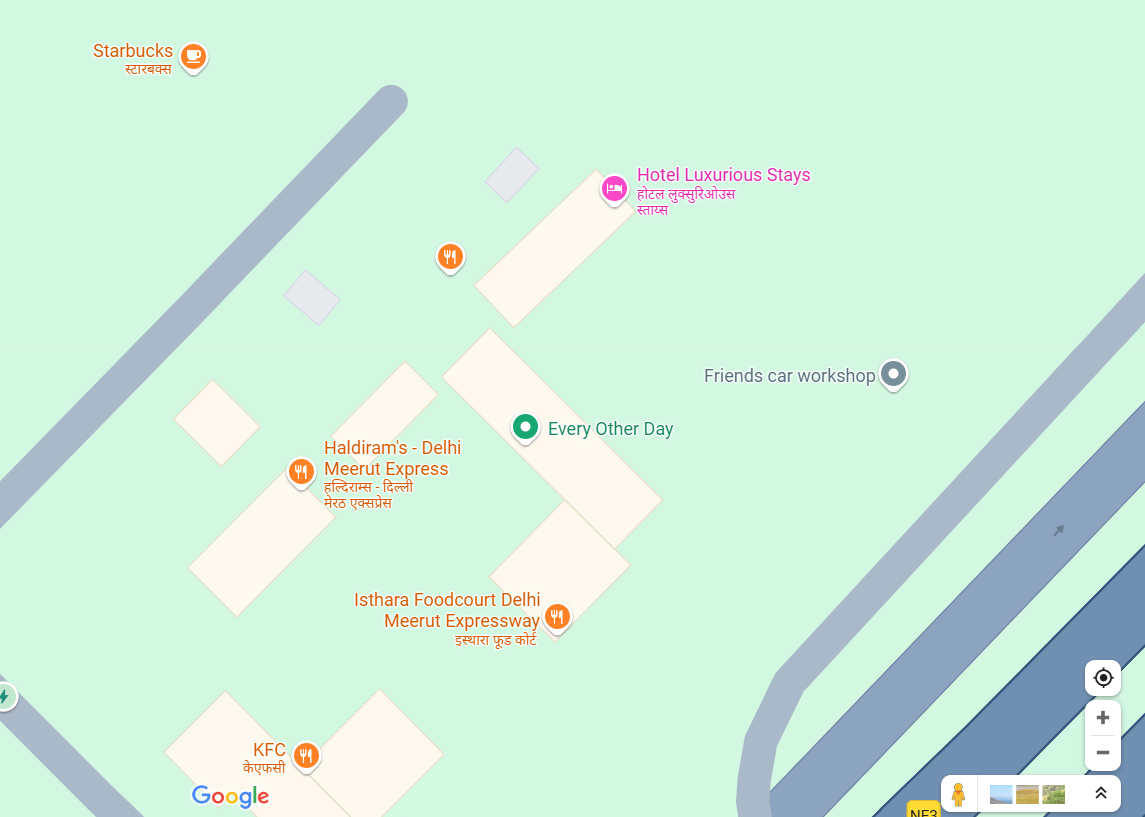 Starbucks
स्टारबक्स
Hotel Luxurious Stays
होटल लुक्सुरिओउस
स्ताय्स
Friends car workshop
Every Other Day
Haldiram's - Delhi
Meerut Express
हल्दिराम्स - दिल्ली
मेरठ एक्सप्रेस
Isthara Foodcourt Delhi
Meerut Expressway
इस्थारा फ़ूड कोर्ट
KFC
केएफसी
Google
NE3